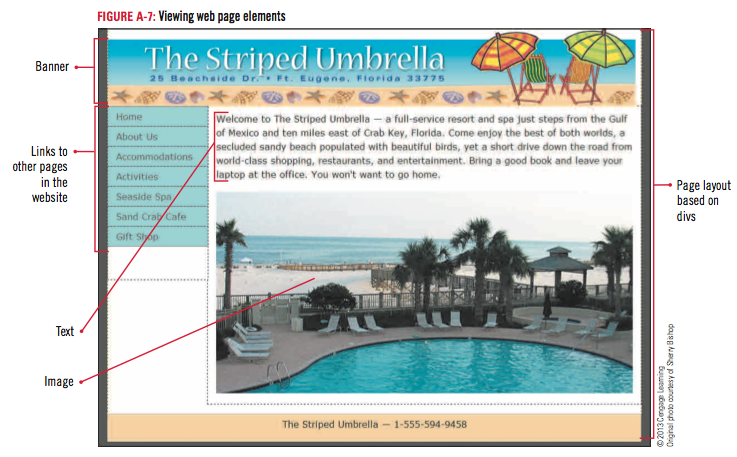 FIGURE A-7: Viewing web page elements
Banner
The Striped Umbrella
25 Beachside Dr. • Ft. Eugene, Florida 33775
Links to
other pages
in the
website
Home
About Us
Accommodations
Activities
Seaside Spa
Sand Crab Cafe
Gift Shop
Welcome to The Striped Umbrella — a full-service resort and spa just steps from the Gulf
of Mexico and ten miles east of Crab Key, Florida. Come enjoy the best of both worlds, a
secluded sandy beach populated with beautiful birds, yet a short drive down the road from
world-class shopping, restaurants, and entertainment. Bring a good book and leave your
laptop at the office. You won't want to go home.
Page layout
based on
divs
Text
Image
The Striped Umbrella — 1-555-594-9458
© 2013 Cengage Learning
Original photo courtesy of Sherry Bishop